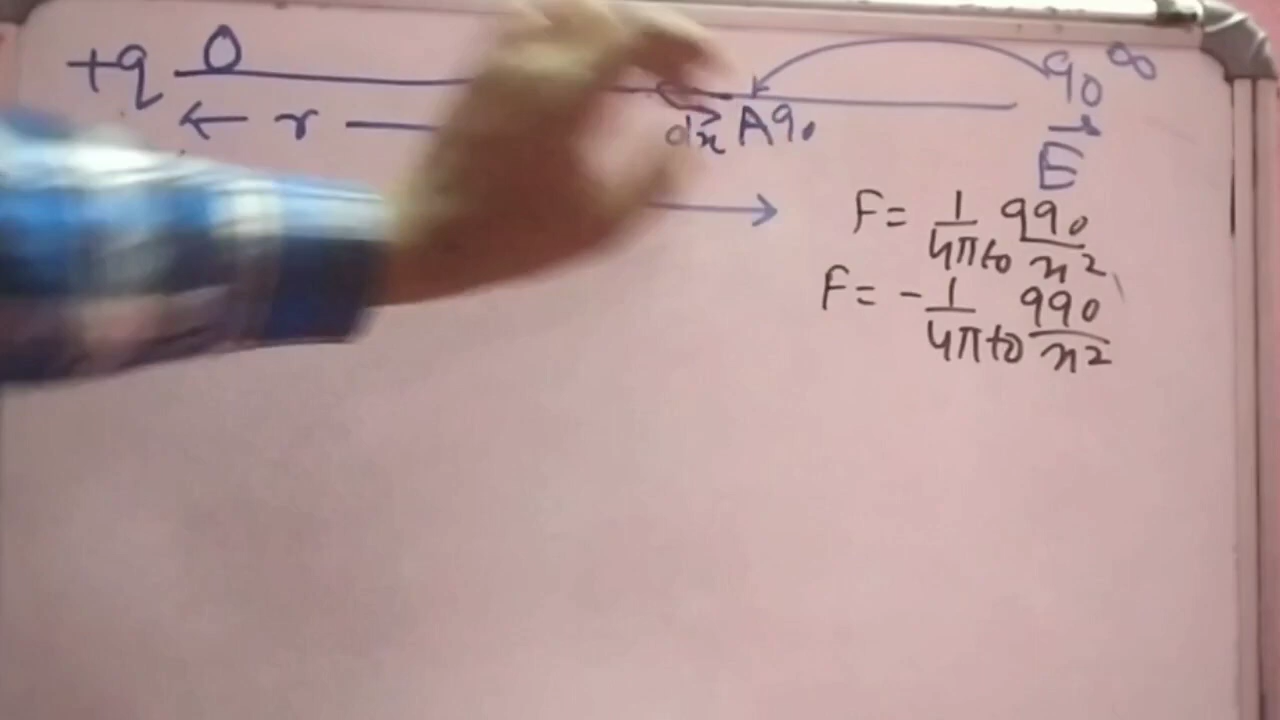 +q O q₀ ∞
← r — dx A q₀
E⃗
F = 1/4πε₀ qq₀/x²
F = - 1/4πε₀ qq₀/x²